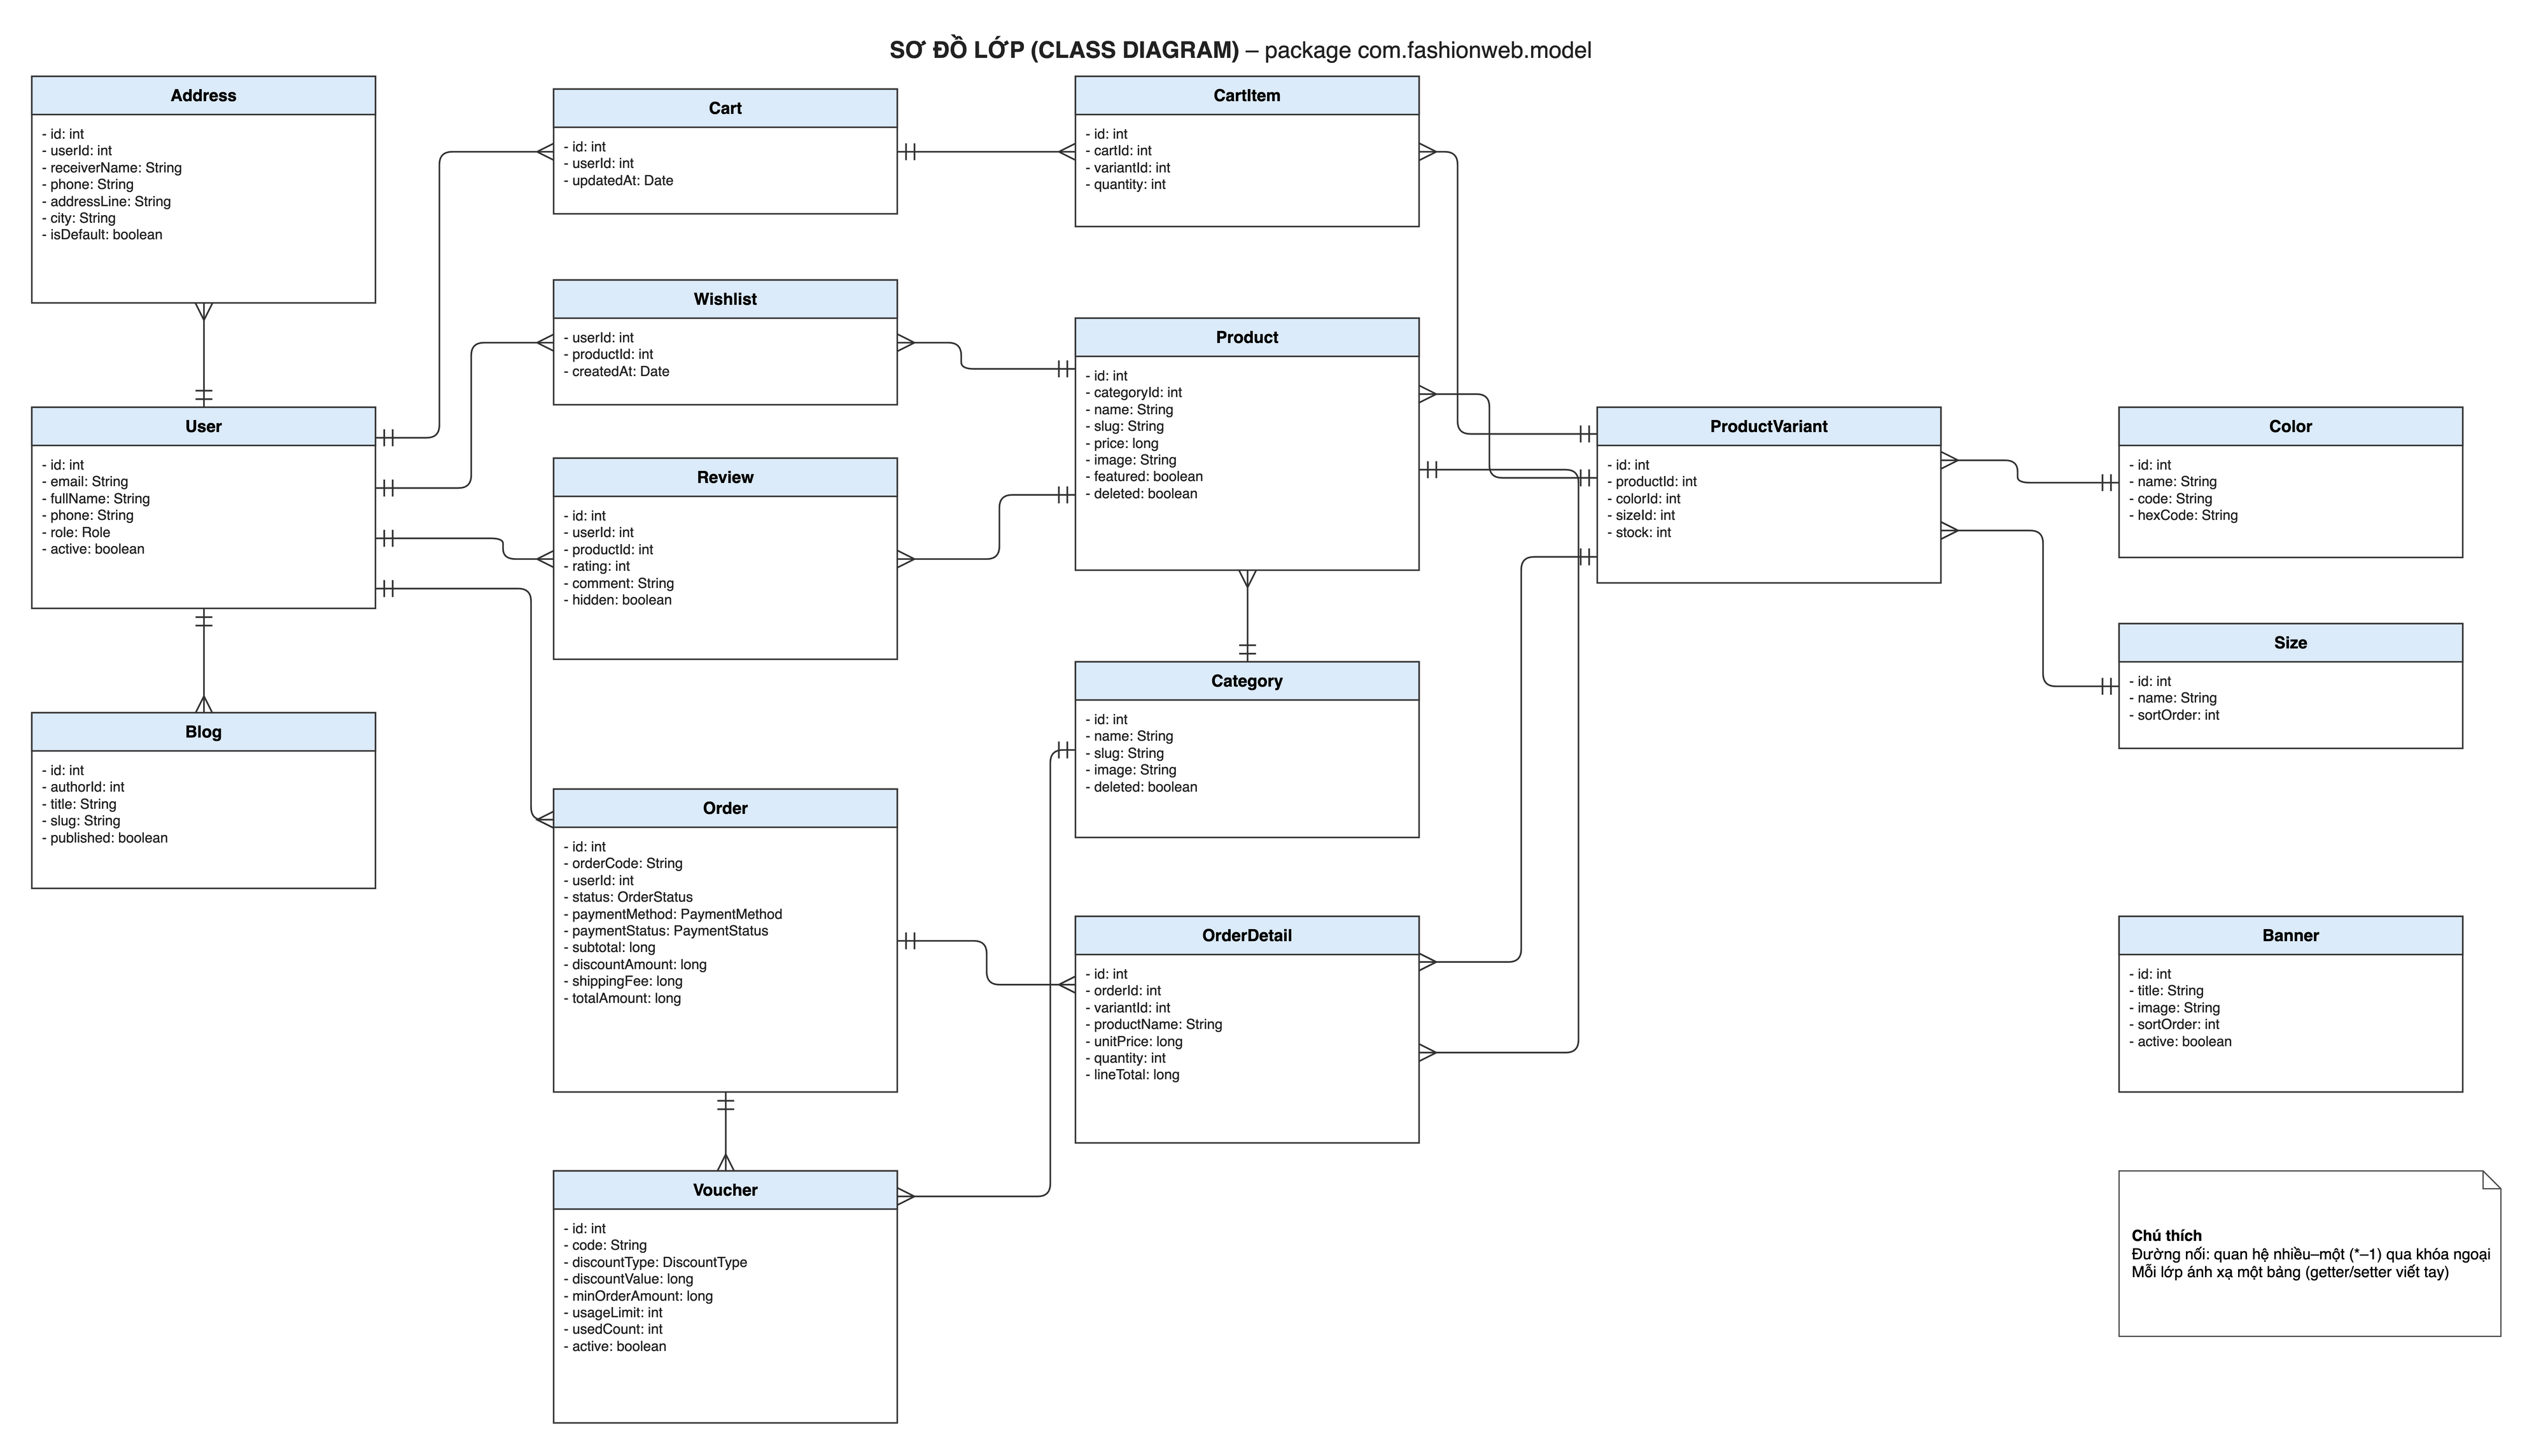 SƠ ĐỒ LỚP (CLASS DIAGRAM) – package com.fashionweb.model
Address
- id: int
- userId: int
- receiverName: String
- phone: String
- addressLine: String
- city: String
- isDefault: boolean
User
- id: int
- email: String
- fullName: String
- phone: String
- role: Role
- active: boolean
Blog
- id: int
- authorId: int
- title: String
- slug: String
- published: boolean
Cart
- id: int
- userId: int
- updatedAt: Date
Wishlist
- userId: int
- productId: int
- createdAt: Date
Review
- id: int
- userId: int
- productId: int
- rating: int
- comment: String
- hidden: boolean
Order
- id: int
- orderCode: String
- userId: int
- status: OrderStatus
- paymentMethod: PaymentMethod
- paymentStatus: PaymentStatus
- subtotal: long
- discountAmount: long
- shippingFee: long
- totalAmount: long
Voucher
- id: int
- code: String
- discountType: DiscountType
- discountValue: long
- minOrderAmount: long
- usageLimit: int
- usedCount: int
- active: boolean
CartItem
- id: int
- cartId: int
- variantId: int
- quantity: int
Product
- id: int
- categoryId: int
- name: String
- slug: String
- price: long
- image: String
- featured: boolean
- deleted: boolean
Category
- id: int
- name: String
- slug: String
- image: String
- deleted: boolean
OrderDetail
- id: int
- orderId: int
- variantId: int
- productName: String
- unitPrice: long
- quantity: int
- lineTotal: long
ProductVariant
- id: int
- productId: int
- colorId: int
- sizeId: int
- stock: int
Color
- id: int
- name: String
- code: String
- hexCode: String
Size
- id: int
- name: String
- sortOrder: int
Banner
- id: int
- title: String
- image: String
- sortOrder: int
- active: boolean
Chú thích
Đường nối: quan hệ nhiều–một (*–1) qua khóa ngoại
Mỗi lớp ánh xạ một bảng (getter/setter viết tay)